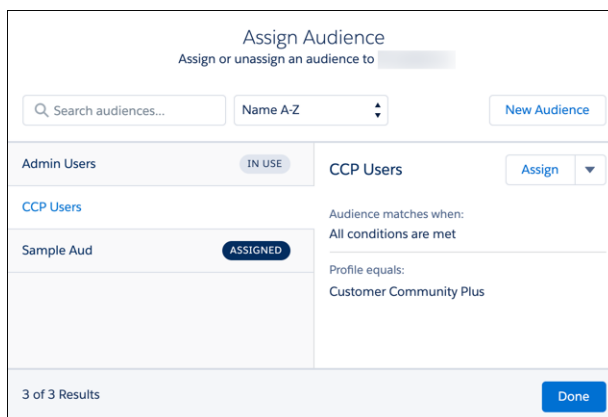 Assign Audience
Assign or unassign an audience to
Search audiences...
Name A-Z
New Audience
Admin Users
IN USE
CCP Users
Sample Aud
ASSIGNED
CCP Users
Assign
Audience matches when:
All conditions are met
Profile equals:
Customer Community Plus
3 of 3 Results
Done